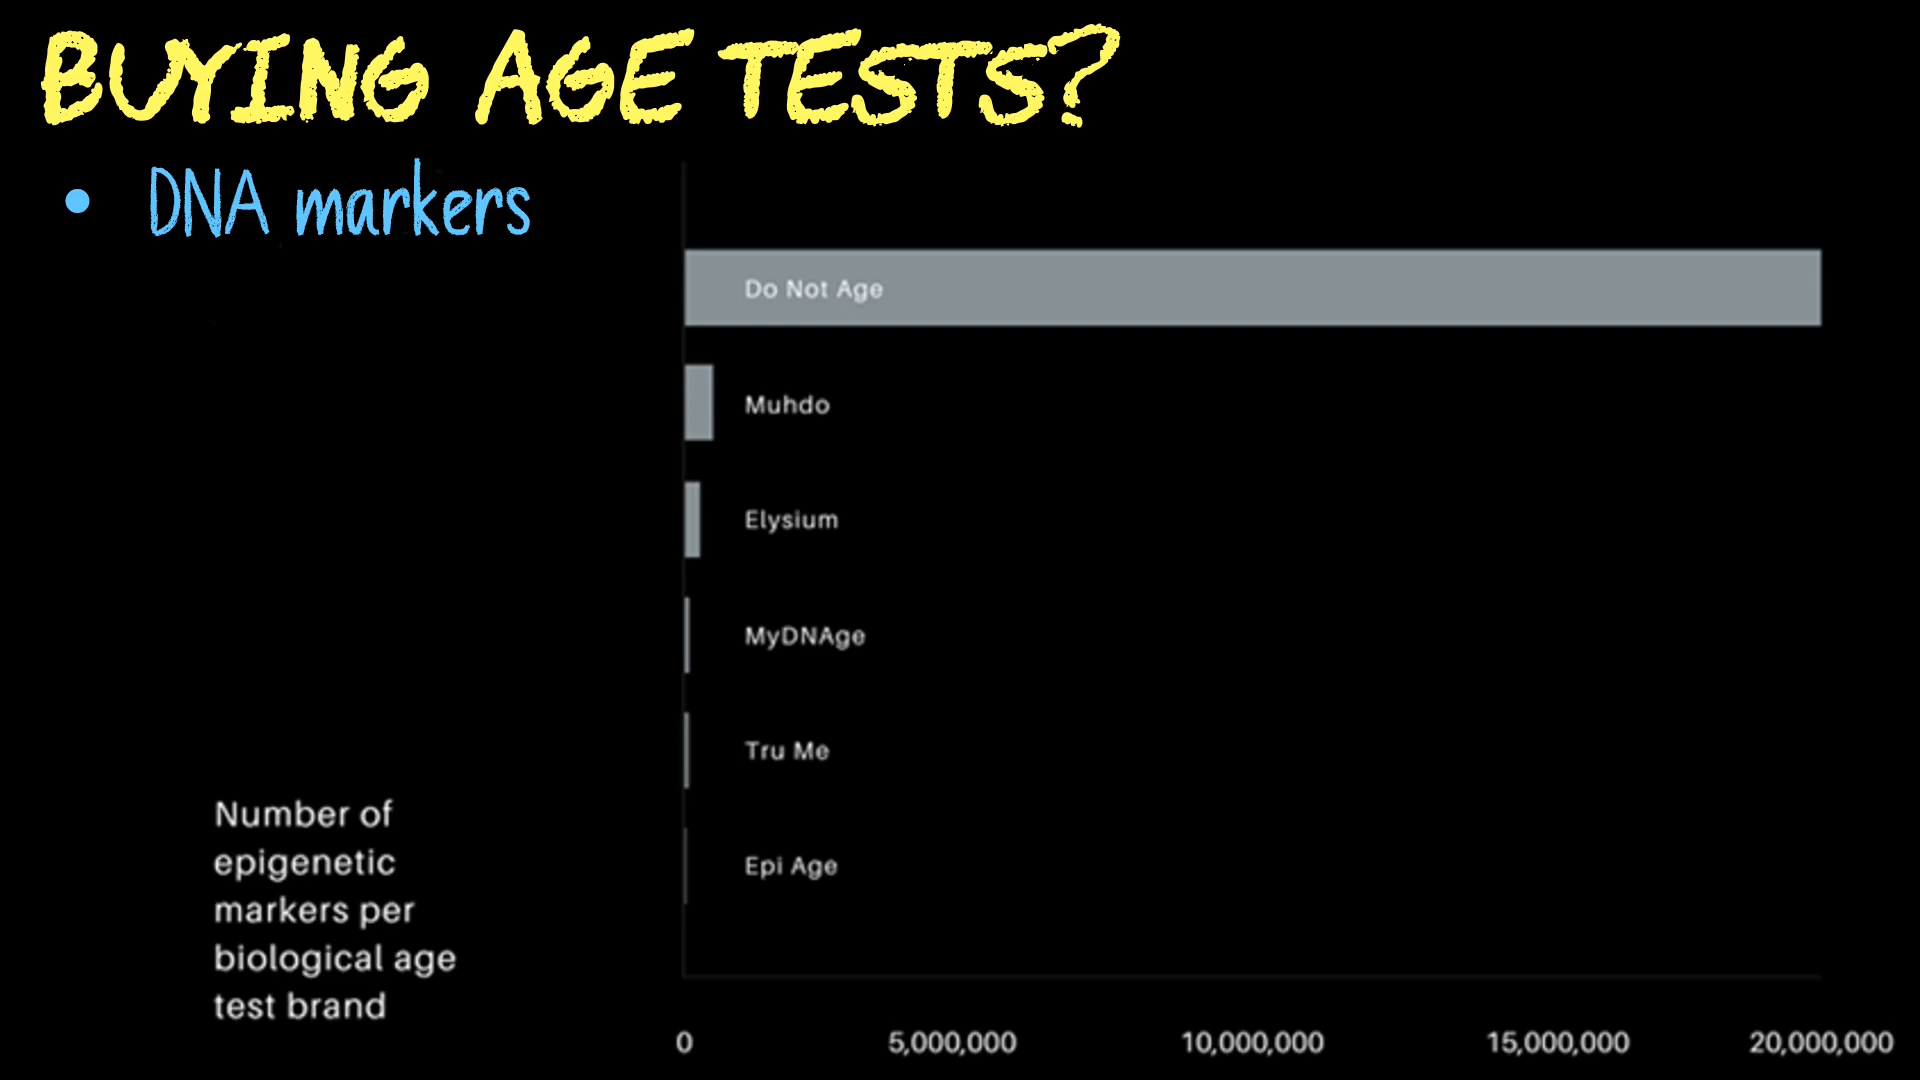 BUYING AGE TESTS?
• DNA markers
Do Not Age
Muhdo
Elysium
MyDNAge
Tru Me
Epi Age
Number of
epigenetic
markers per
biological age
test brand
0 5,000,000 10,000,000 15,000,000 20,000,000